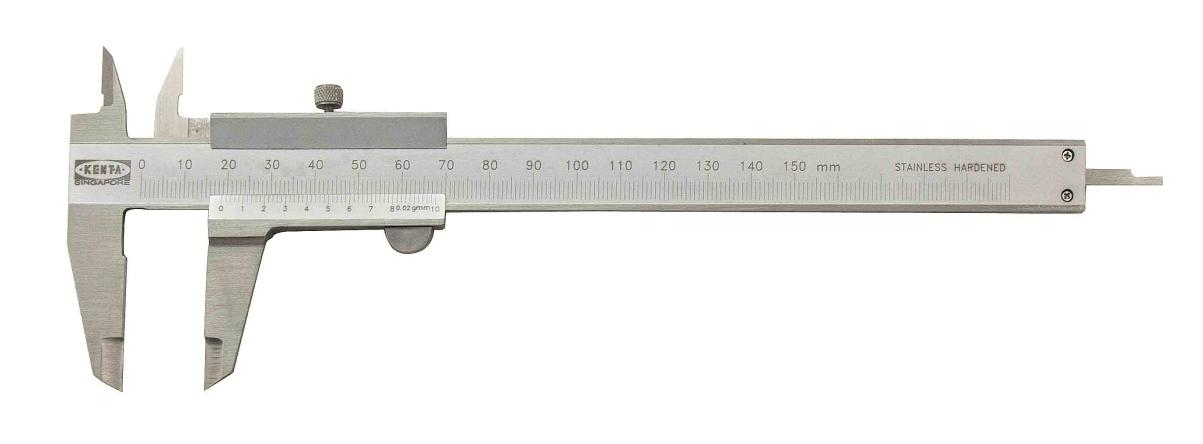 KENTA
SINGAPORE
0 10 20 30 40 50 60 70 80 90 100 110 120 130 140 150 mm
STAINLESS HARDENED
0 1 2 3 4 5 6 7 8 0.02gmm 10